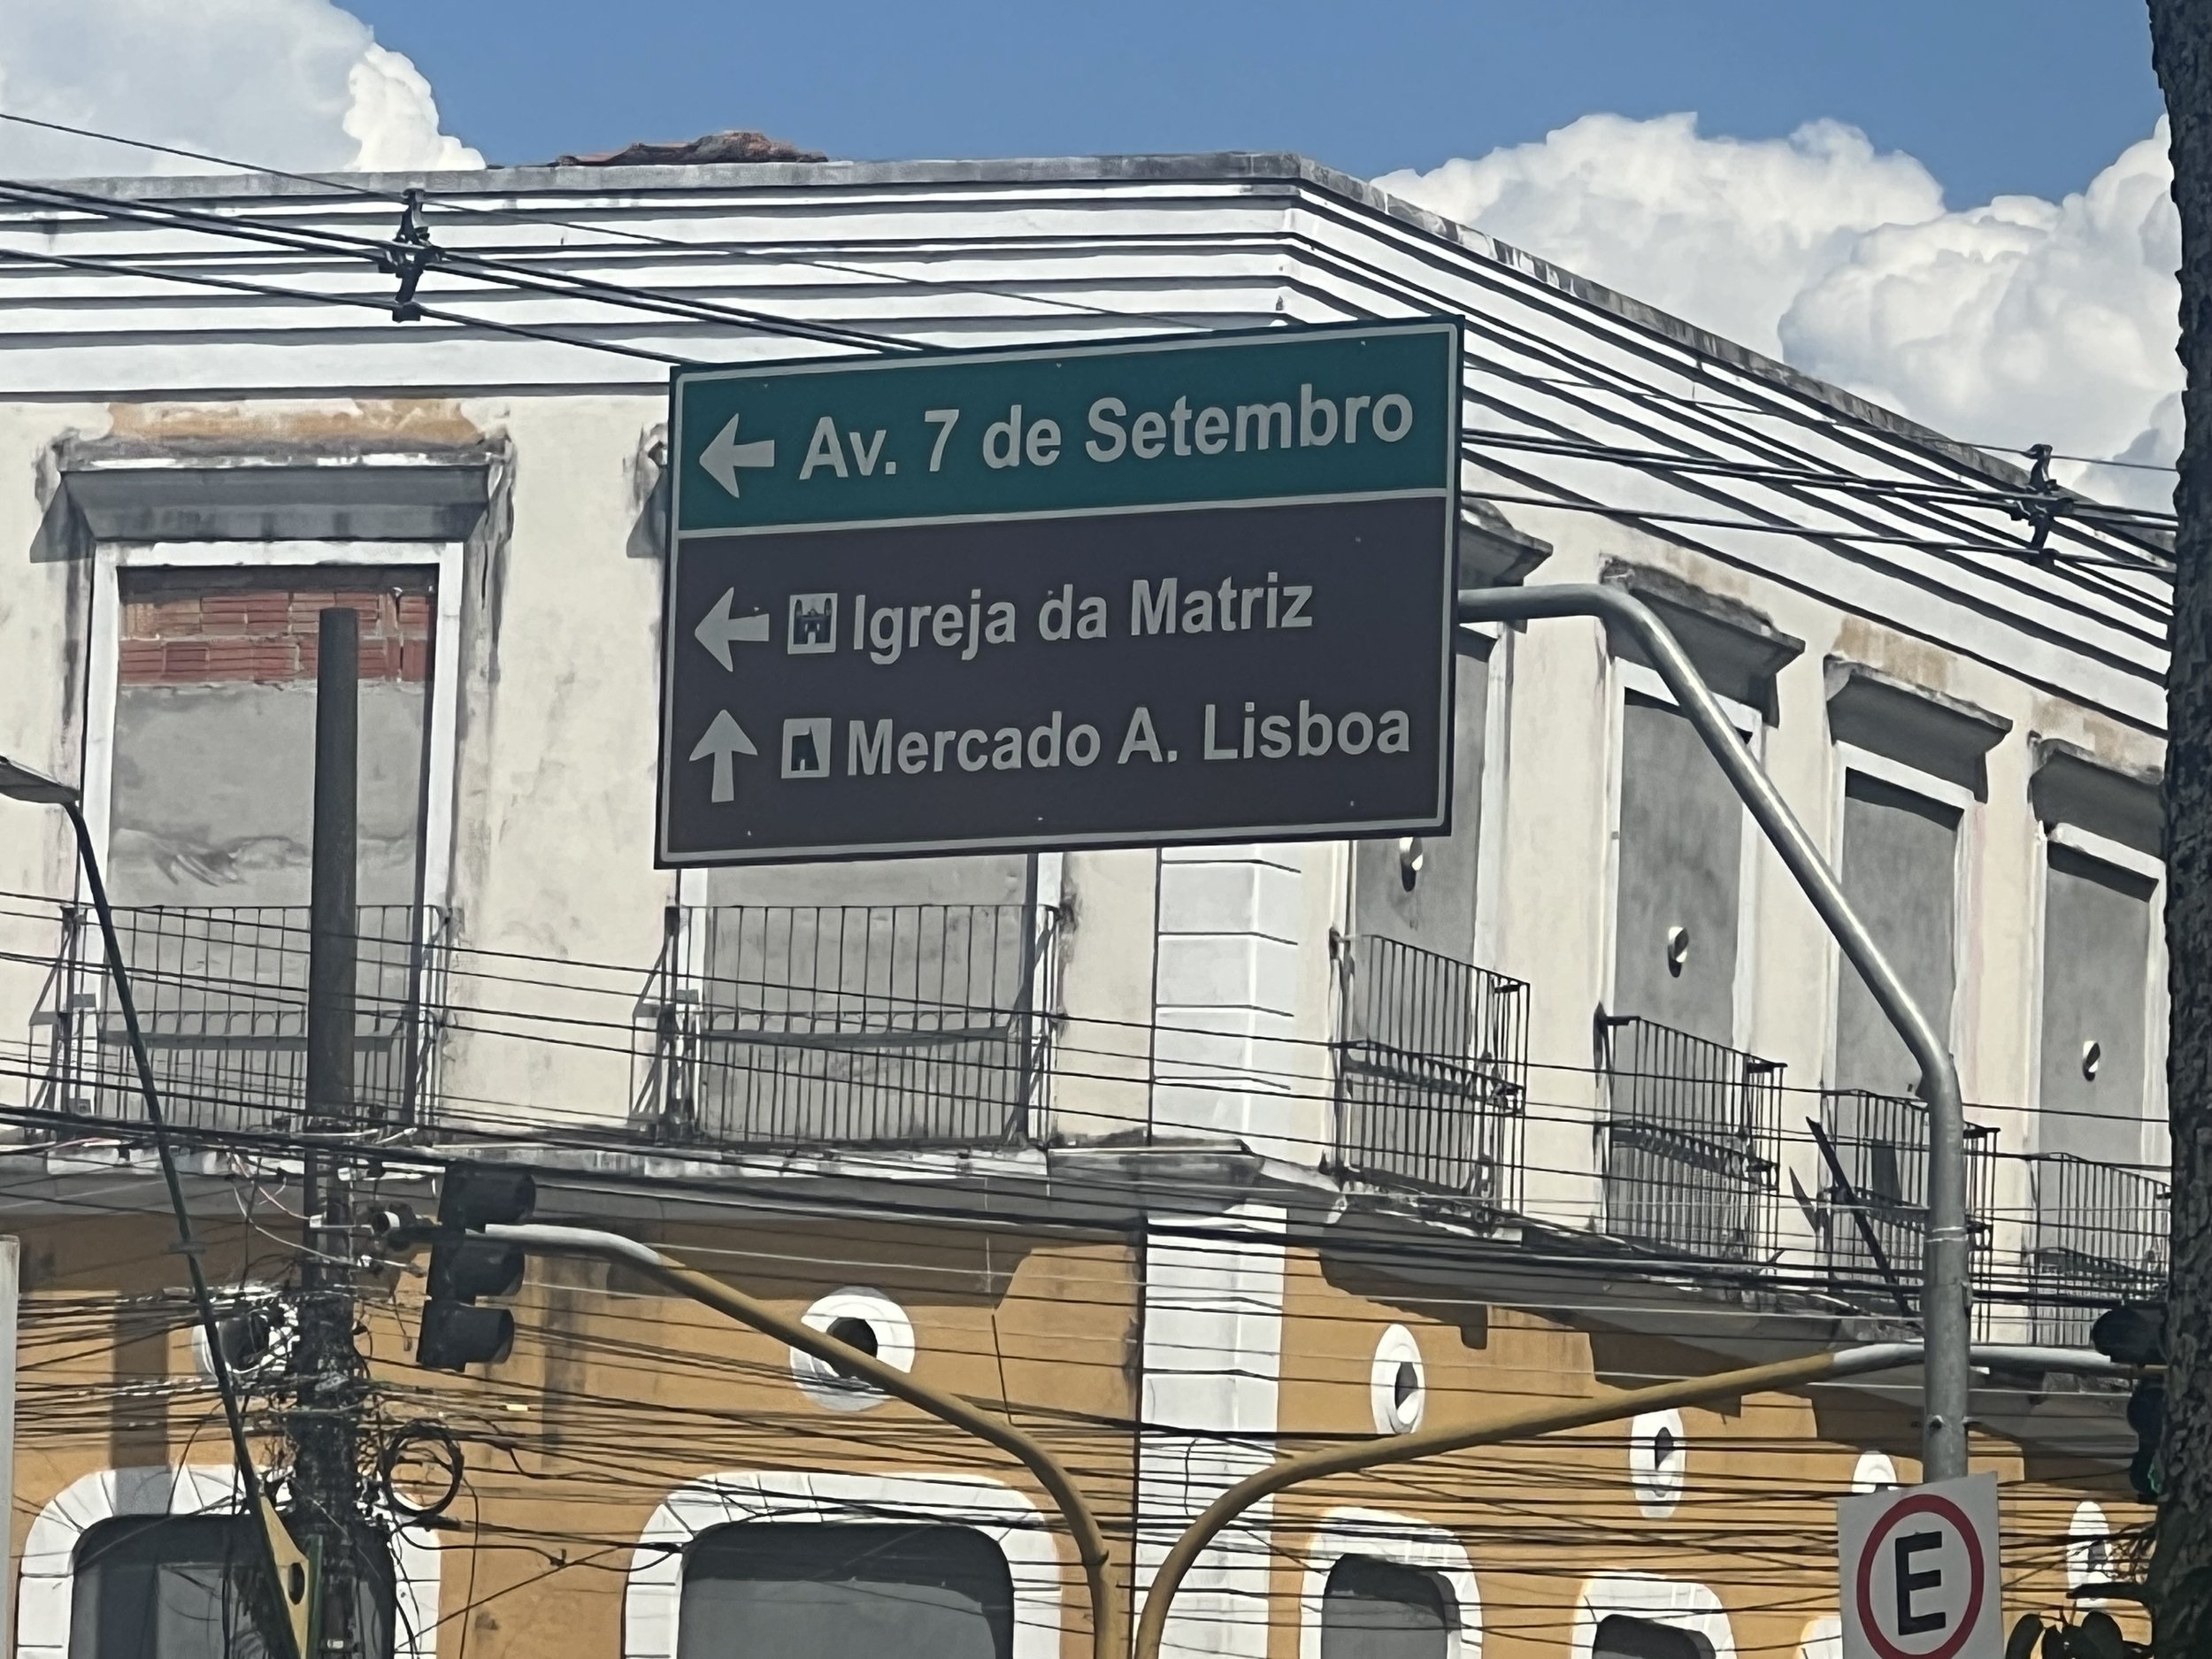 Av. 7 de Setembro
Igreja da Matriz
Mercado A. Lisboa
E